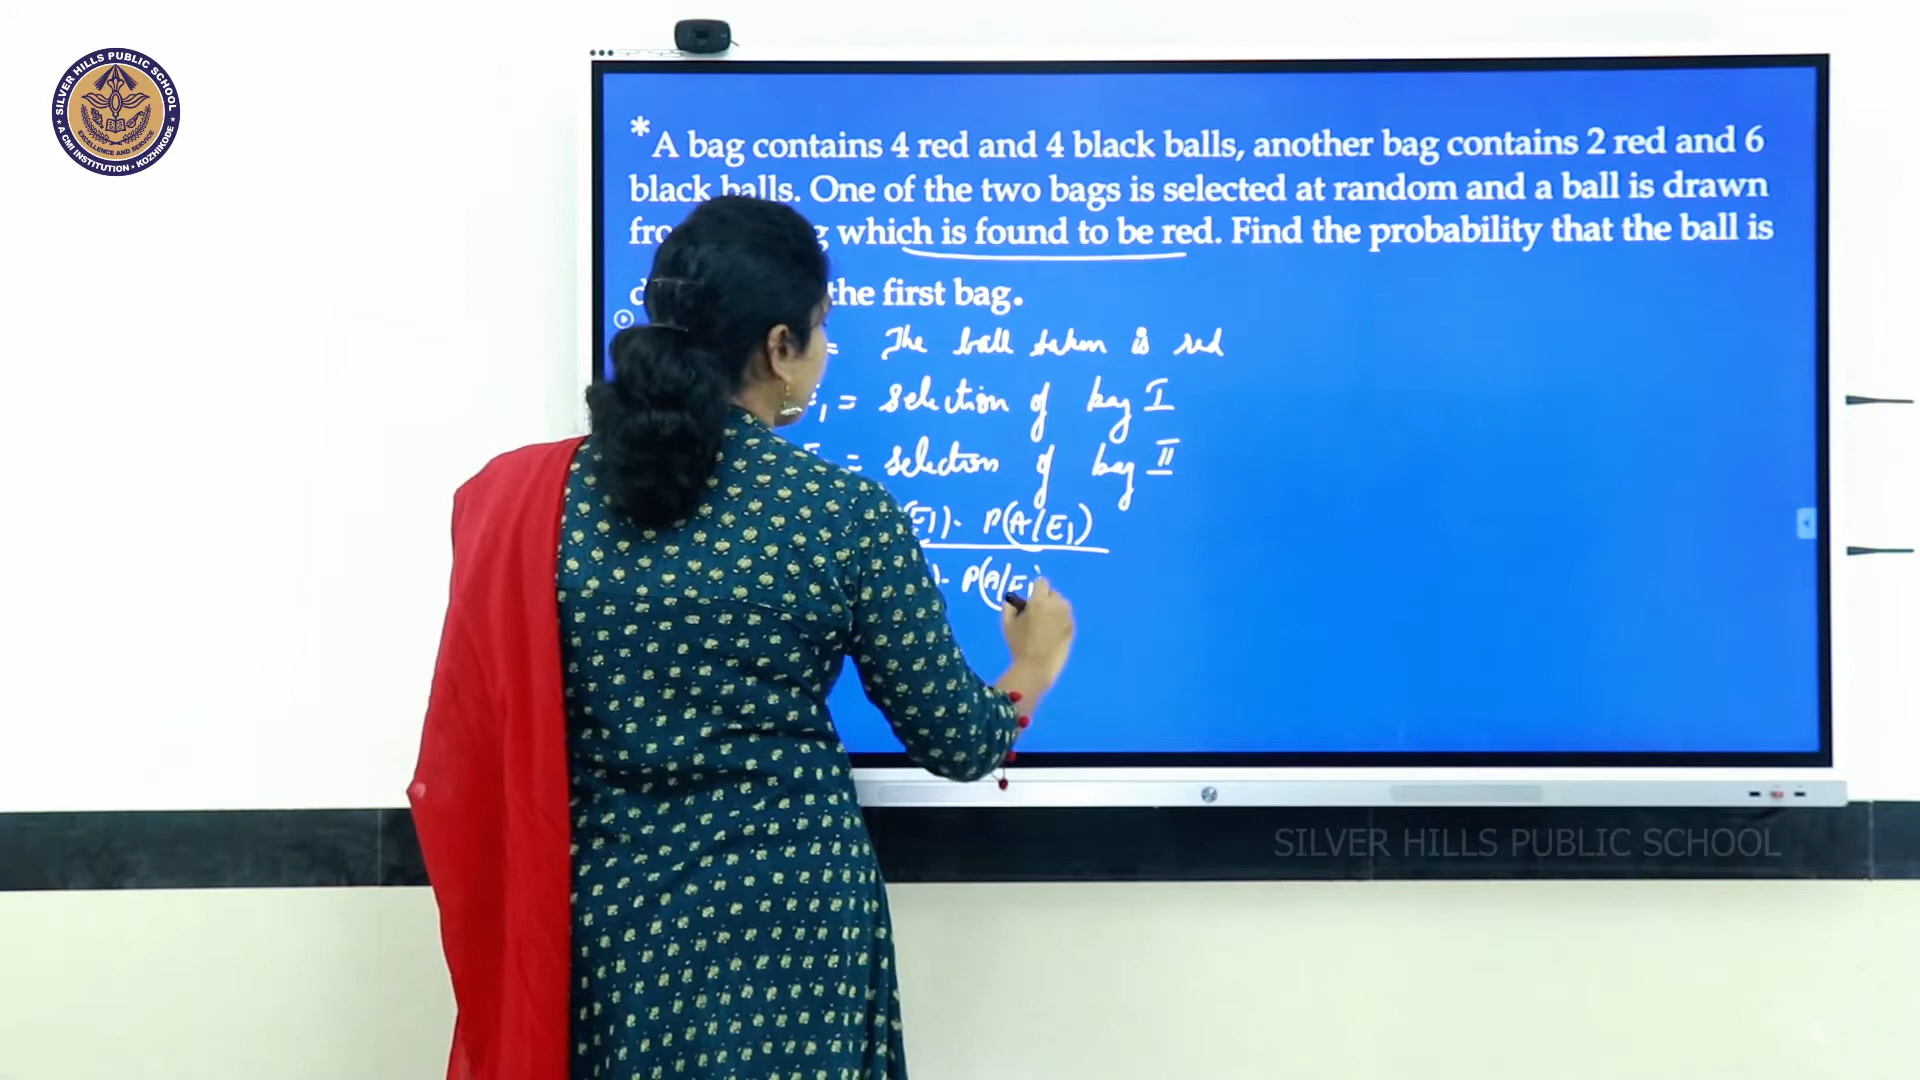 SILVER HILLS PUBLIC SCHOOL
EXCELLENCE AND SERVICE
★ A CMI INSTITUTION • KOZHIKODE ★
*A bag contains 4 red and 4 black balls, another bag contains 2 red and 6
black balls. One of the two bags is selected at random and a ball is drawn
which is found to be red. Find the probability that the ball is
the first bag.
= The ball taken is red
E₁ = selection of bag I
= selection of bag II
(E₁). P(A/E₁)
). P(A/E₁)
SILVER HILLS PUBLIC SCHOOL